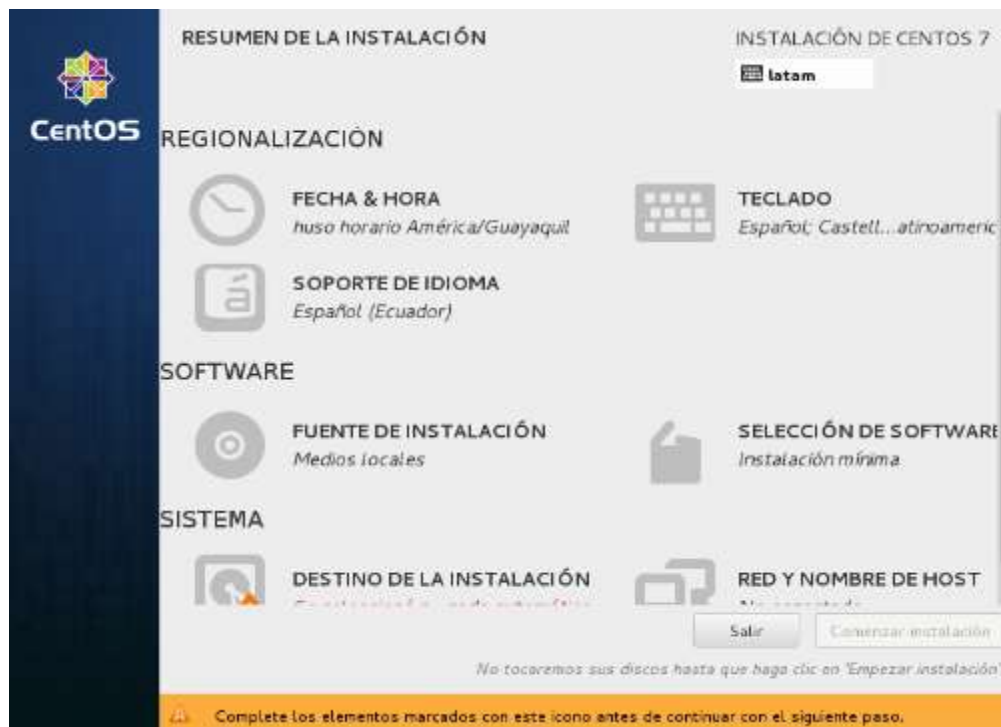 RESUMEN DE LA INSTALACIÓN
INSTALACIÓN DE CENTOS 7
latam
CentOS
REGIONALIZACIÓN
FECHA & HORA
huso horario América/Guayaquil
TECLADO
Español; Castell...atinoameric
á
SOPORTE DE IDIOMA
Español (Ecuador)
SOFTWARE
FUENTE DE INSTALACIÓN
Medios locales
SELECCIÓN DE SOFTWARE
Instalación mínima
SISTEMA
DESTINO DE LA INSTALACIÓN
RED Y NOMBRE DE HOST
Salir
Comenzar instalación
No tocaremos sus discos hasta que haga clic en 'Empezar instalación'
Complete los elementos marcados con este icono antes de continuar con el siguiente paso.